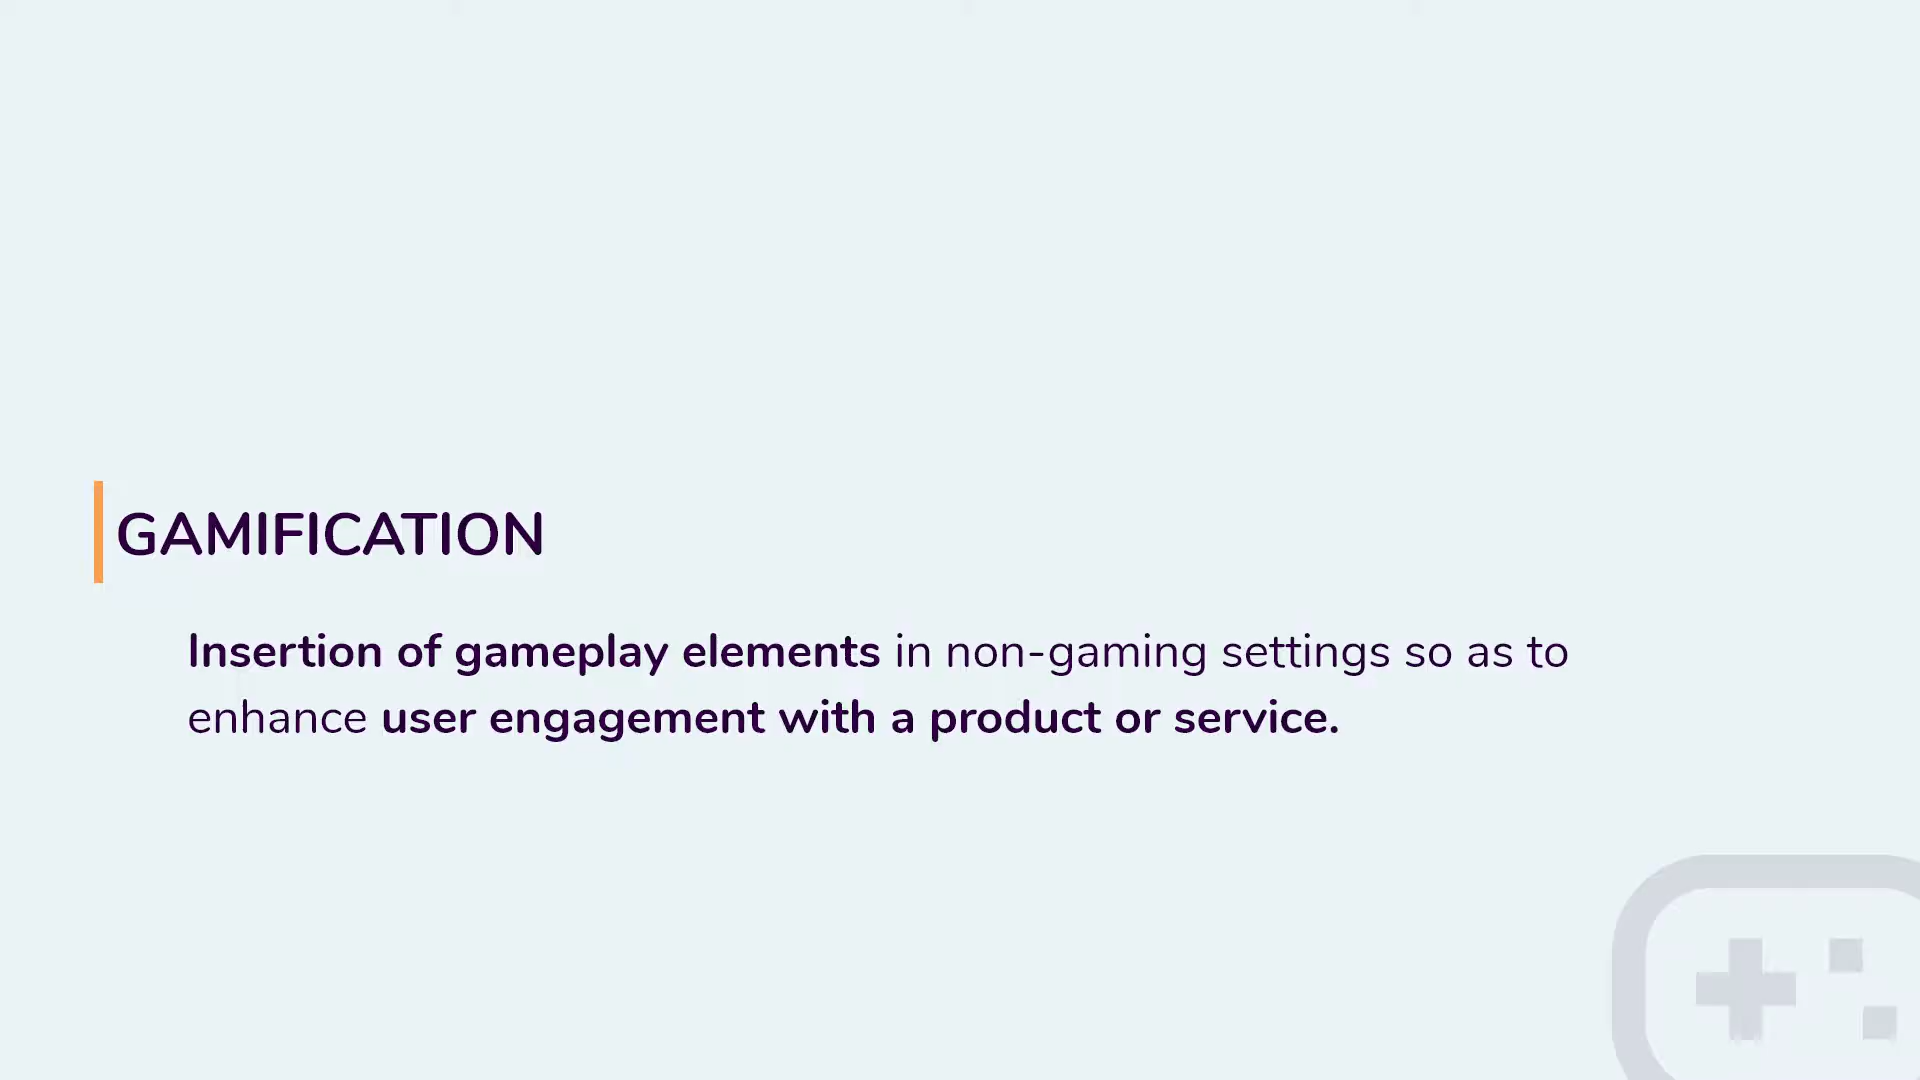 GAMIFICATION
Insertion of gameplay elements in non-gaming settings so as to
enhance user engagement with a product or service.